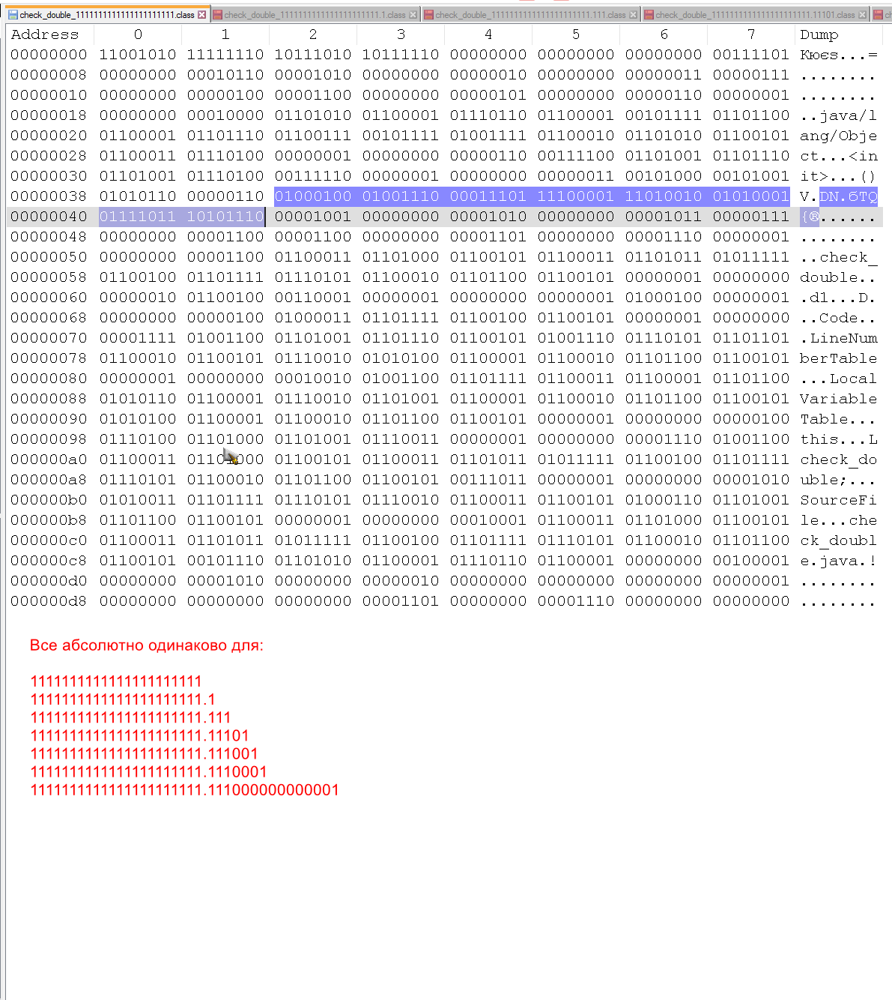 check_double_1111111111111111111111.class check_double_1111111111111111111111.1.class check_double_1111111111111111111111.111.class check_double_1111111111111111111111.11101.class ch
Address 0 1 2 3 4 5 6 7 Dump
00000000 11001010 11111110 10111010 10111110 00000000 00000000 00000000 00111101 Кюєѕ...=
00000008 00000000 00010110 00001010 00000000 00000010 00000000 00000011 00000111 ........
00000010 00000000 00000100 00001100 00000000 00000101 00000000 00000110 00000001 ........
00000018 00000000 00010000 01101010 01100001 01110110 01100001 00101111 01101100 ..java/l
00000020 01100001 01101110 01100111 00101111 01001111 01100010 01101010 01100101 ang/Obje
00000028 01100011 01110100 00000001 00000000 00000110 00111100 01101001 01101110 ct...<in
00000030 01101001 01110100 00111110 00000001 00000000 00000011 00101000 00101001 it>...()
00000038 01010110 00000110 01000100 01001110 00011101 11100001 11010010 01010001 V.DN.бТQ
00000040 01111011 10101110 00001001 00000000 00001010 00000000 00001011 00000111 {®......
00000048 00000000 00001100 00001100 00000000 00001101 00000000 00001110 00000001 ........
00000050 00000000 00001100 01100011 01101000 01100101 01100011 01101011 01011111 ..check_
00000058 01100100 01101111 01110101 01100010 01101100 01100101 00000001 00000000 double..
00000060 00000010 01100100 00110001 00000001 00000000 00000001 01000100 00000001 .d1...D.
00000068 00000000 00000100 01000011 01101111 01100100 01100101 00000001 00000000 ..Code..
00000070 00001111 01001100 01101001 01101110 01100101 01001110 01110101 01101101 .LineNum
00000078 01100010 01100101 01110010 01010100 01100001 01100010 01101100 01100101 berTable
00000080 00000001 00000000 00010010 01001100 01101111 01100011 01100001 01101100 ...Local
00000088 01010110 01100001 01110010 01101001 01100001 01100010 01101100 01100101 Variable
00000090 01010100 01100001 01100010 01101100 01100101 00000001 00000000 00000100 Table...
00000098 01110100 01101000 01101001 01110011 00000001 00000000 00001110 01001100 this...L
000000a0 01100011 01101000 01100101 01100011 01101011 01011111 01100100 01101111 check_do
000000a8 01110101 01100010 01101100 01100101 00111011 00000001 00000000 00001010 uble;...
000000b0 01010011 01101111 01110101 01110010 01100011 01100101 01000110 01101001 SourceFi
000000b8 01101100 01100101 00000001 00000000 00010001 01100011 01101000 01100101 le...che
000000c0 01100011 01101011 01011111 01100100 01101111 01110101 01100010 01101100 ck_doubl
000000c8 01100101 00101110 01101010 01100001 01110110 01100001 00000000 00100001 e.java.!
000000d0 00000000 00001010 00000000 00000010 00000000 00000000 00000000 00000001 ........
000000d8 00000000 00000000 00000000 00001101 00000000 00001110 00000000 00000000 ........
Все абсолютно одинаково для:
1111111111111111111111
1111111111111111111111.1
1111111111111111111111.111
1111111111111111111111.11101
1111111111111111111111.111001
1111111111111111111111.1110001
1111111111111111111111.111000000000001